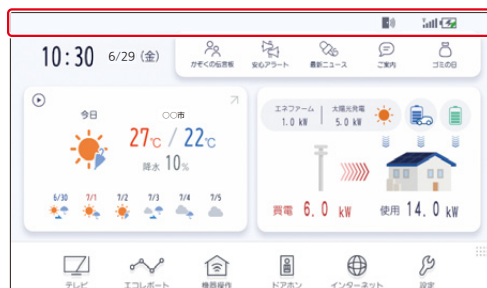 10:30 6/29 (金)
かぞくの伝言板 安心アラート 最新ニュース ご案内 ゴミの日
今日 ○○市
27℃ / 22℃
降水 10%
6/30 7/1 7/2 7/3 7/4 7/5
エネファーム 太陽光発電
1.0 kW 5.0 kW
買電 6.0 kW 使用 14.0 kW
テレビ エコレポート 機器操作 ドアホン インターネット 設定